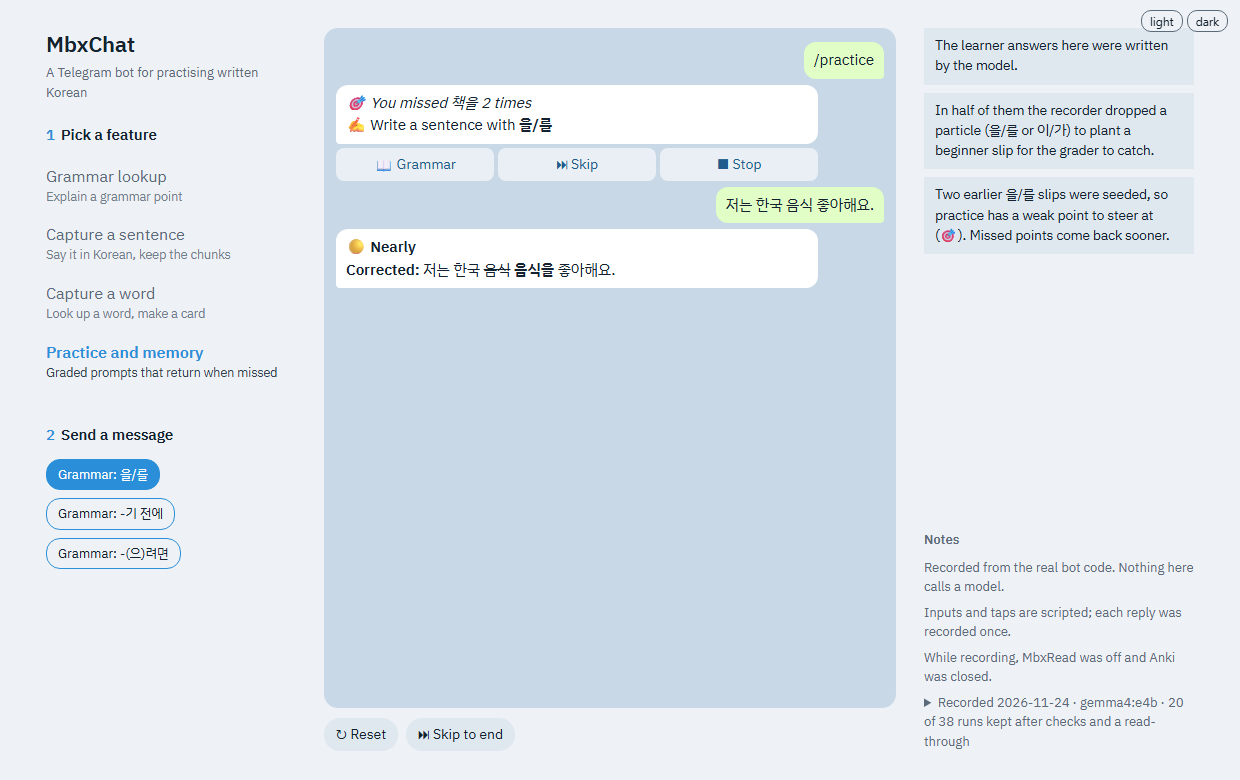 MbxChat
A Telegram bot for practising written
Korean
1 Pick a feature
Grammar lookup
Explain a grammar point
Capture a sentence
Say it in Korean, keep the chunks
Capture a word
Look up a word, make a card
Practice and memory
Graded prompts that return when missed
2 Send a message
Grammar: 을/를
Grammar: -기 전에
Grammar: -(으)려면
/practice
🎯 You missed 책을 2 times
✍️ Write a sentence with 을/를
📖 Grammar
⏭ Skip
⏹ Stop
저는 한국 음식 좋아해요.
🟡 Nearly
Corrected: 저는 한국 음식 음식을 좋아해요.
↻ Reset
⏭ Skip to end
light
dark
The learner answers here were written
by the model.
In half of them the recorder dropped a
particle (을/를 or 이/가) to plant a
beginner slip for the grader to catch.
Two earlier 을/를 slips were seeded, so
practice has a weak point to steer at
(🎯). Missed points come back sooner.
Notes
Recorded from the real bot code. Nothing here
calls a model.
Inputs and taps are scripted; each reply was
recorded once.
While recording, MbxRead was off and Anki
was closed.
▶ Recorded 2026-11-24 · gemma4:e4b · 20
of 38 runs kept after checks and a read-
through